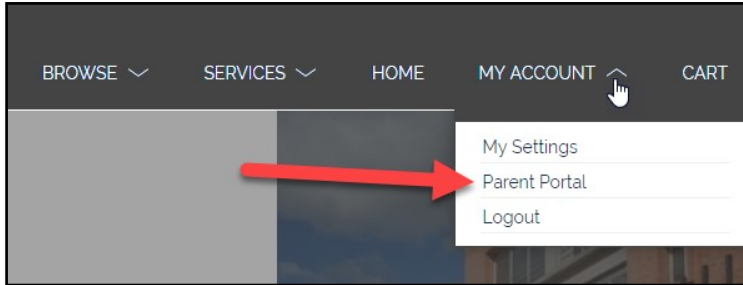 BROWSE SERVICES HOME MY ACCOUNT CART
My Settings
Parent Portal
Logout